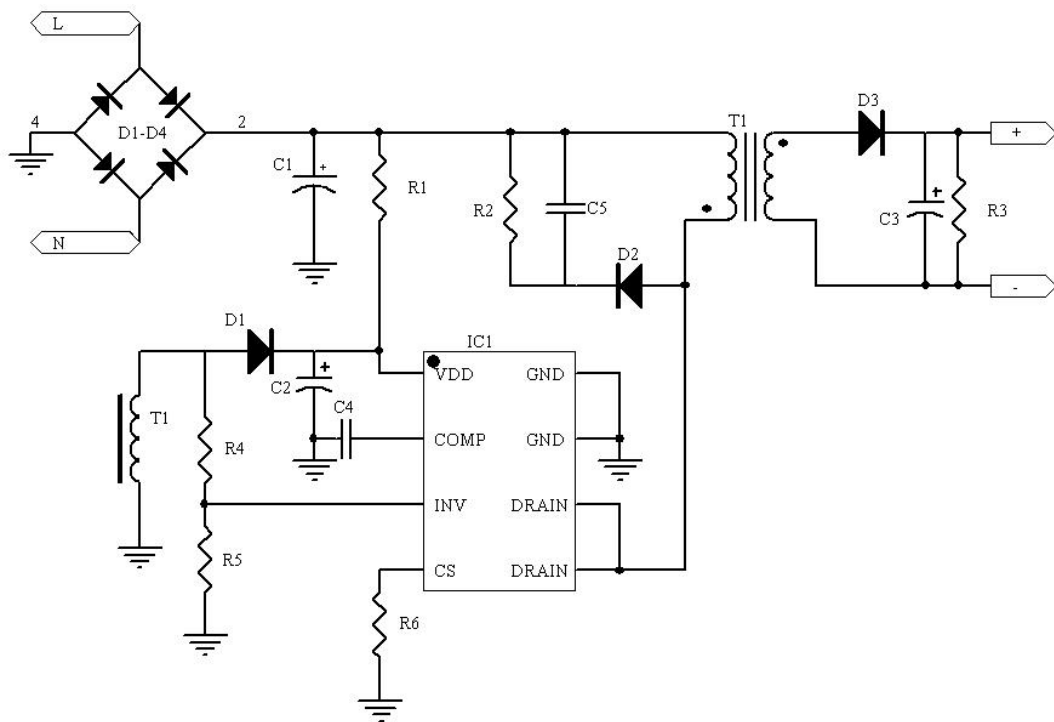 L
4
D1-D4
2
N
C1
+
R1
R2
C5
D2
T1
D3
C3
+
R3
+
-
D1
C2
+
C4
T1
R4
R5
R6
IC1
VDD
GND
COMP
GND
INV
DRAIN
CS
DRAIN